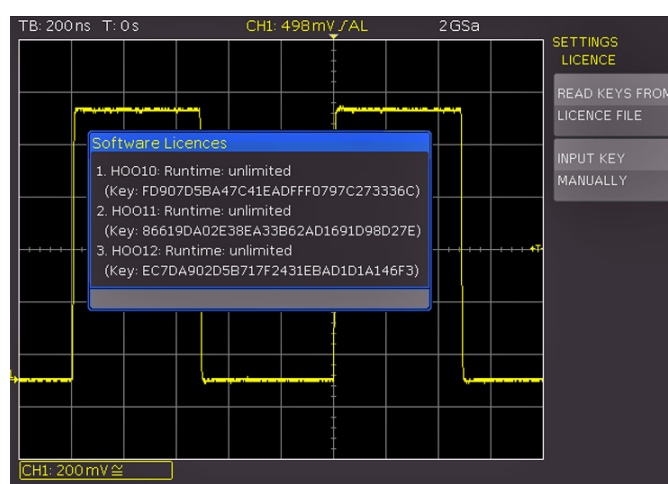 TB: 200ns T: 0s CH1: 498mV / AL 2GSa
SETTINGS
LICENCE
READ KEYS FROM
LICENCE FILE
INPUT KEY
MANUALLY
Software Licences
1. HOO10: Runtime: unlimited
(Key: FD907D5BA47C41EADFFF0797C273336C)
2. HOO11: Runtime: unlimited
(Key: 86619DA02E38EA33B62AD1691D98D27E)
3. HOO12: Runtime: unlimited
(Key: EC7DA902D5B717F2431EBAD1D1A146F3)
T
CH1: 200mV≅